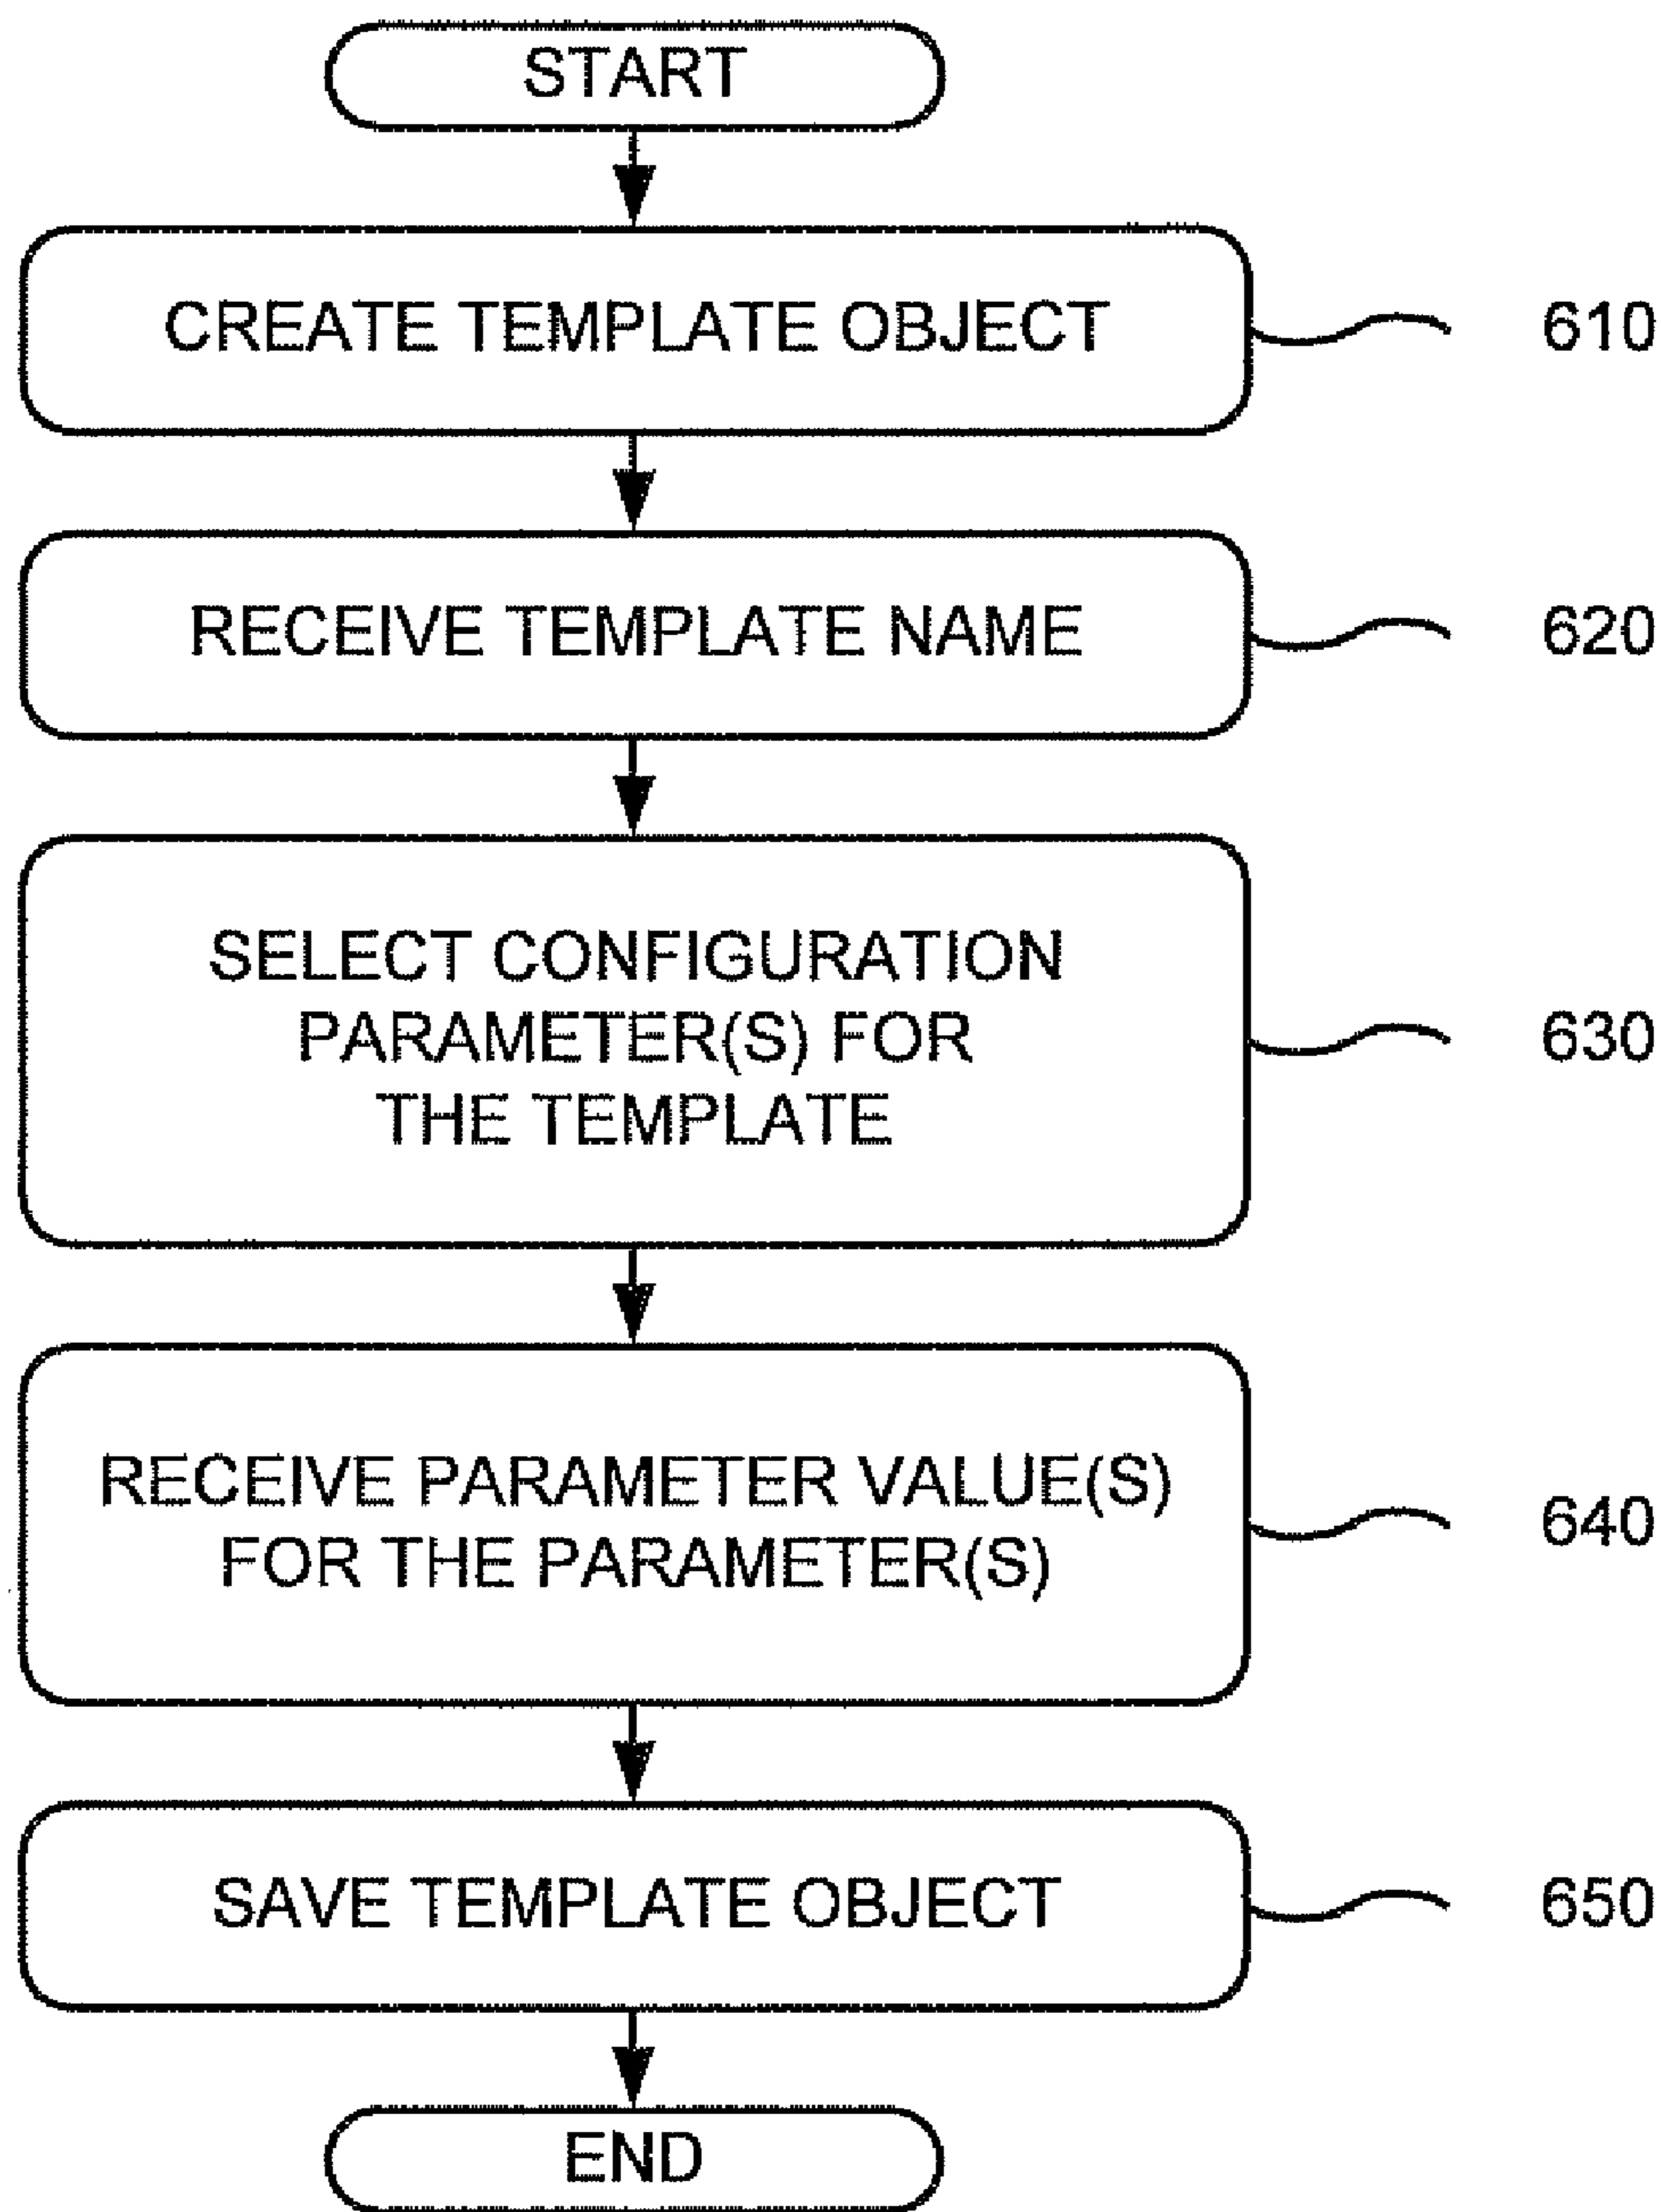 START
CREATE TEMPLATE OBJECT
610
RECEIVE TEMPLATE NAME
620
SELECT CONFIGURATION
PARAMETER(S) FOR
THE TEMPLATE
630
RECEIVE PARAMETER VALUE(S)
FOR THE PARAMETER(S)
640
SAVE TEMPLATE OBJECT
650
END